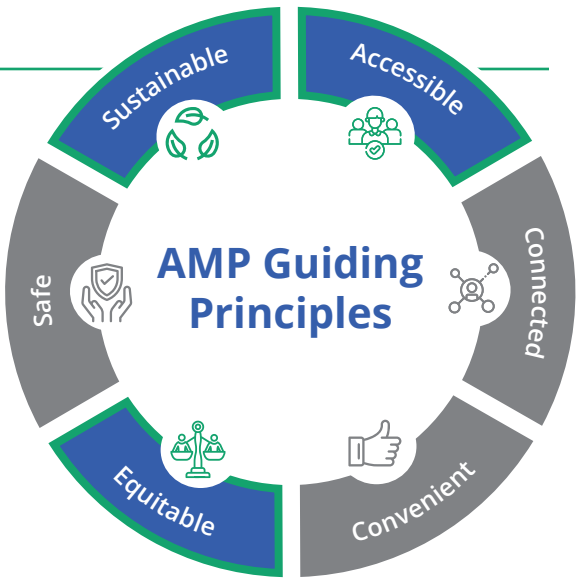 Sustainable
Accessible
Connected
Convenient
Equitable
Safe
AMP Guiding
Principles